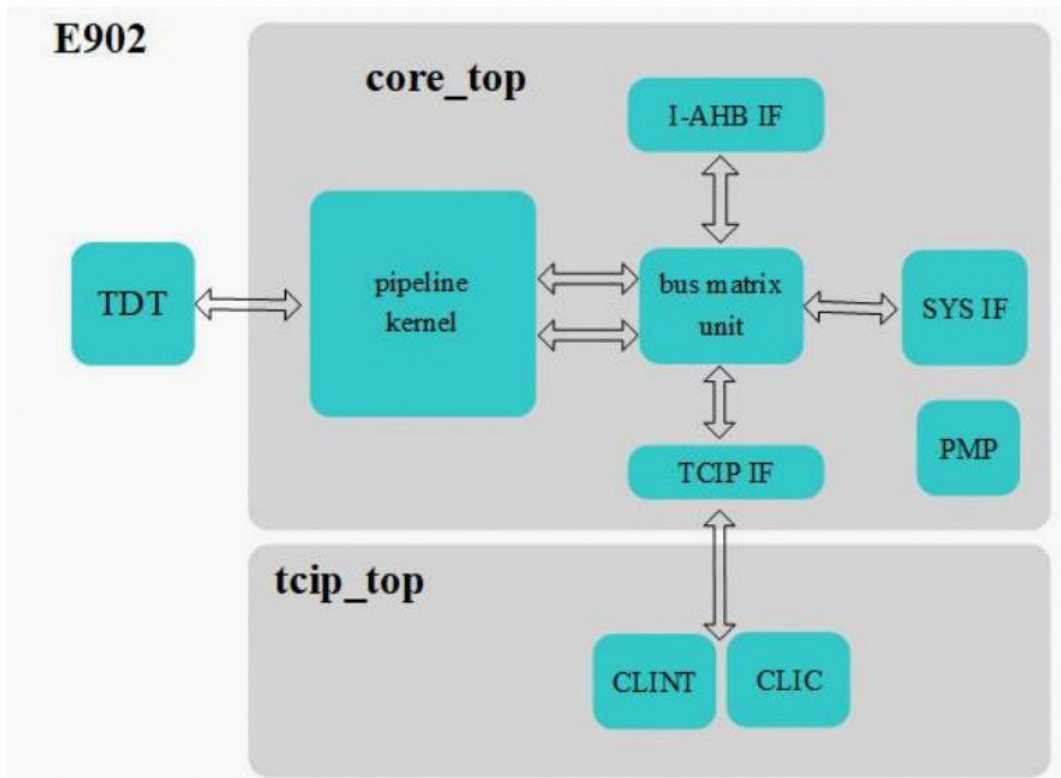 E902
core_top
I-AHB IF
TDT
pipeline
kernel
bus matrix
unit
SYS IF
PMP
TCIP IF
tcip_top
CLINT
CLIC